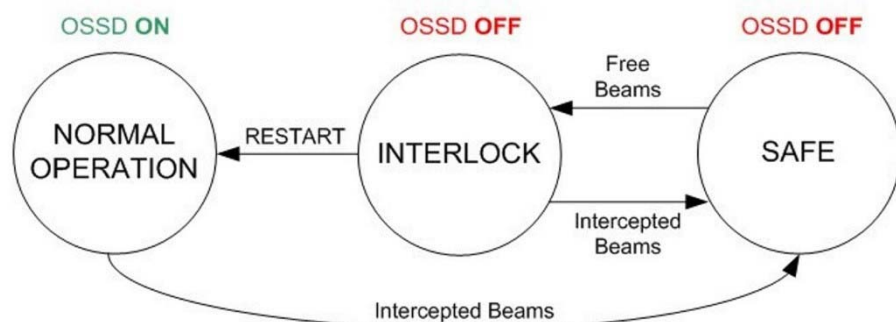 OSSD ON
OSSD OFF
OSSD OFF
Free
Beams
NORMAL
OPERATION
RESTART
INTERLOCK
SAFE
Intercepted
Beams
Intercepted Beams